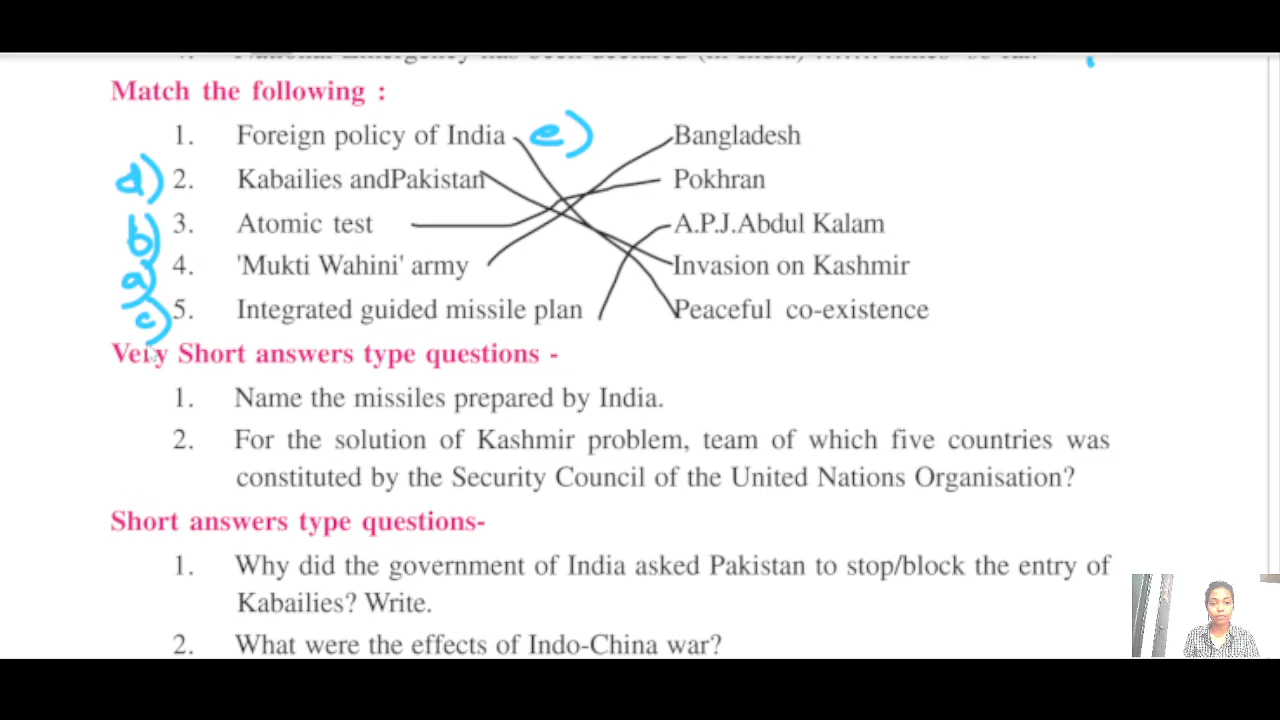 Match the following :
1. Foreign policy of India e) Bangladesh
2. Kabailies andPakistan Pokhran
3. Atomic test A.P.J.Abdul Kalam
4. 'Mukti Wahini' army Invasion on Kashmir
5. Integrated guided missile plan Peaceful co-existence
Very Short answers type questions -
1. Name the missiles prepared by India.
2. For the solution of Kashmir problem, team of which five countries was
constituted by the Security Council of the United Nations Organisation?
Short answers type questions-
1. Why did the government of India asked Pakistan to stop/block the entry of
Kabailies? Write.
2. What were the effects of Indo-China war?